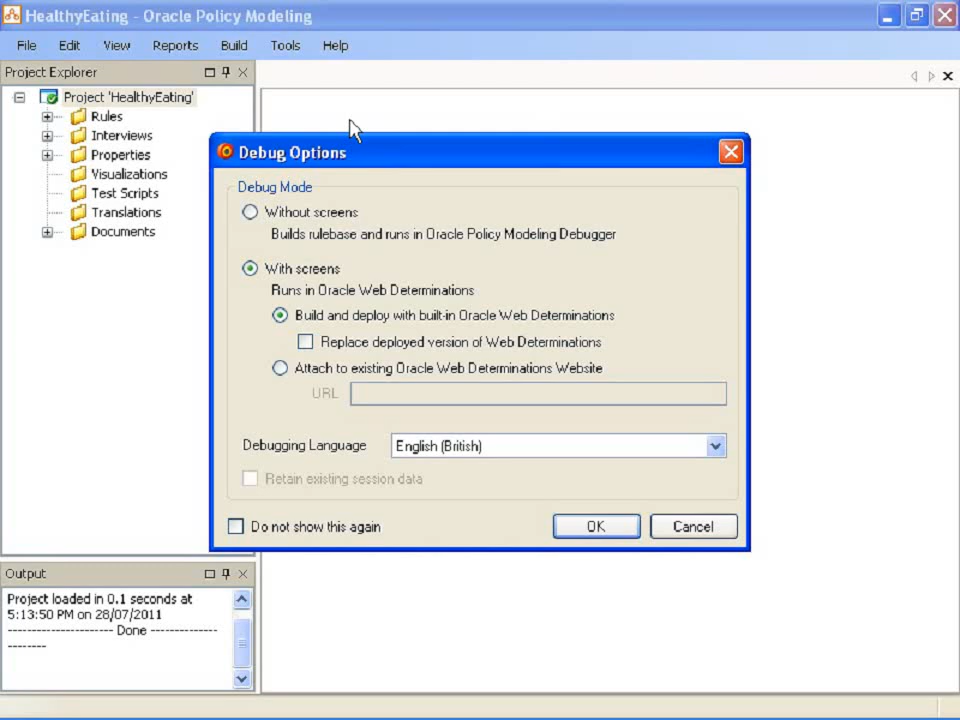 HealthyEating - Oracle Policy Modeling
File Edit View Reports Build Tools Help
Project Explorer
Project 'HealthyEating'
Rules
Interviews
Properties
Visualizations
Test Scripts
Translations
Documents
Debug Options
Debug Mode
Without screens
Builds rulebase and runs in Oracle Policy Modeling Debugger
With screens
Runs in Oracle Web Determinations
Build and deploy with built-in Oracle Web Determinations
Replace deployed version of Web Determinations
Attach to existing Oracle Web Determinations Website
URL
Debugging Language English (British)
Retain existing session data
Do not show this again OK Cancel
Output
Project loaded in 0.1 seconds at
5:13:50 PM on 28/07/2011
---------------------- Done --------------
--------